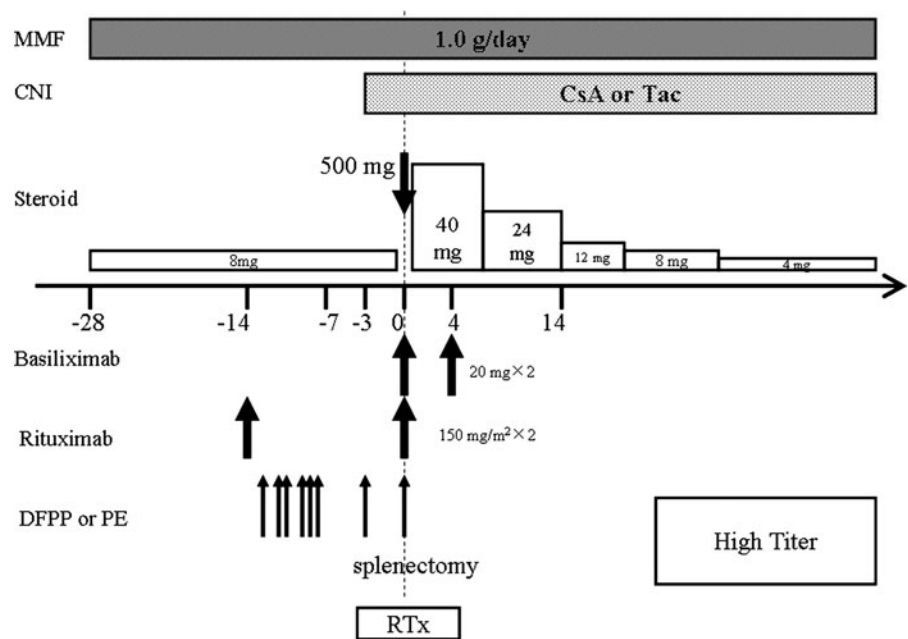 MMF
1.0 g/day
CNI
CsA or Tac
500 mg
Steroid
40
mg
24
mg
12 mg
8 mg
4 mg
8mg
-28
-14
-7
-3
0
4
14
Basiliximab
20 mg×2
Rituximab
150 mg/m²×2
DFPP or PE
High Titer
splenectomy
RTx